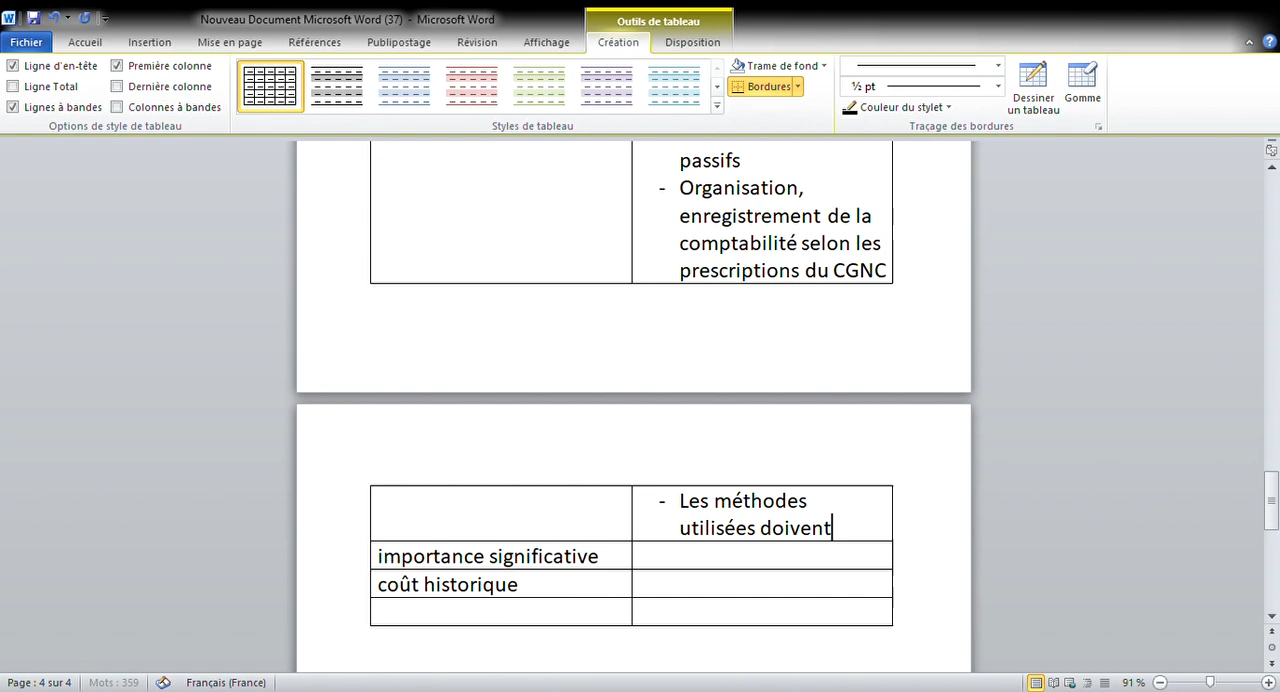 Nouveau Document Microsoft Word (37) - Microsoft Word
Outils de tableau
Fichier Accueil Insertion Mise en page Références Publipostage Révision Affichage Création Disposition
Ligne d'en-tête Première colonne
Ligne Total Dernière colonne
Lignes à bandes Colonnes à bandes
Options de style de tableau
Styles de tableau
Trame de fond
Bordures
½ pt
Couleur du stylet
Dessiner un tableau
Gomme
Traçage des bordures
passifs
- Organisation,
enregistrement de la
comptabilité selon les
prescriptions du CGNC
- Les méthodes
utilisées doivent
importance significative
coût historique
Page : 4 sur 4 Mots : 359 Français (France) 91 %